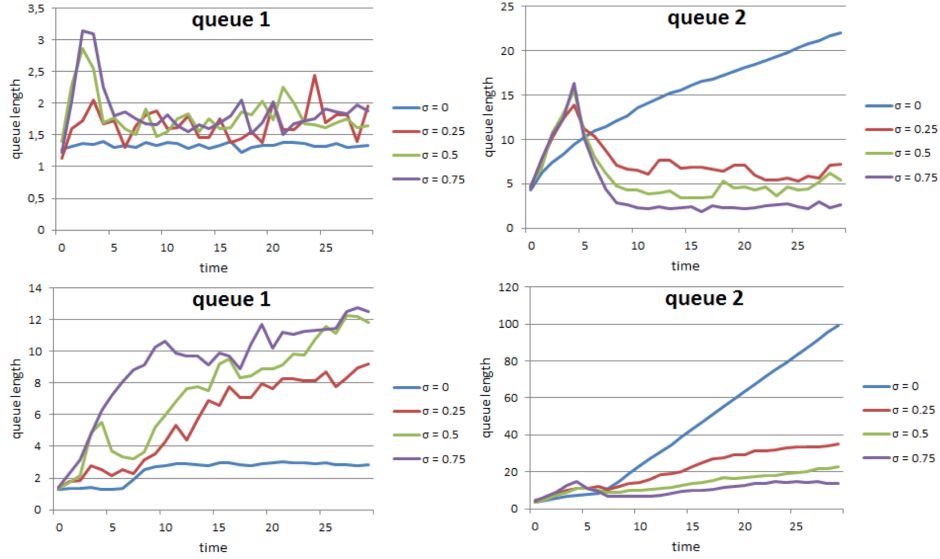 queue 1
3,5
3
2,5
2
1,5
1
0,5
0
queue length
0 5 10 15 20 25
time
σ = 0
σ = 0.25
σ = 0.5
σ = 0.75
queue 2
25
20
15
10
5
0
queue length
0 5 10 15 20 25
time
σ = 0
σ = 0.25
σ = 0.5
σ = 0.75
queue 1
14
12
10
8
6
4
2
0
queue length
0 5 10 15 20 25
time
σ = 0
σ = 0.25
σ = 0.5
σ = 0.75
queue 2
120
100
80
60
40
20
0
queue length
0 5 10 15 20 25
time
σ = 0
σ = 0.25
σ = 0.5
σ = 0.75